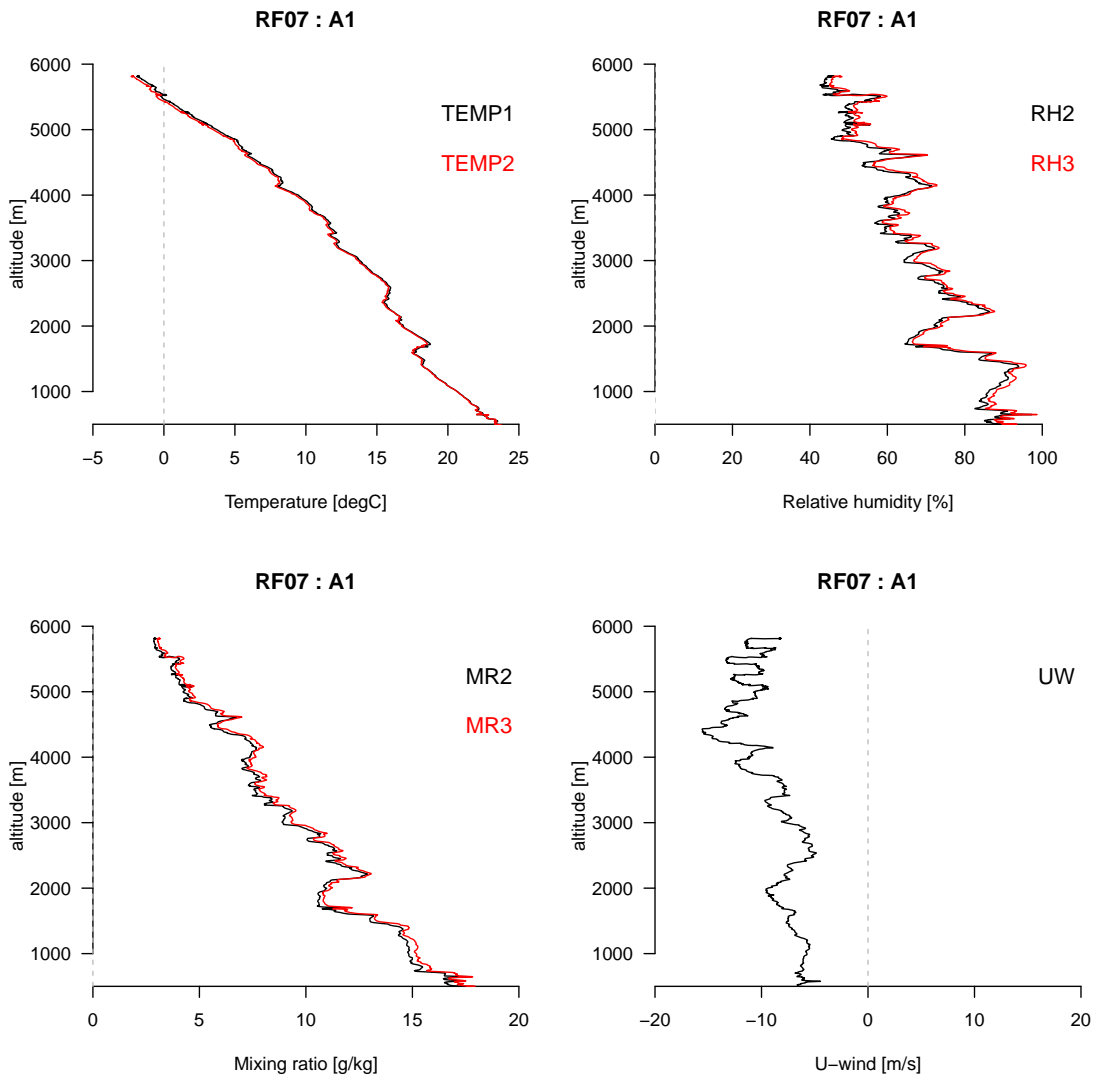 RF07 : A1
6000
5000
4000
3000
2000
1000
altitude [m]
TEMP1
TEMP2
−5 0 5 10 15 20 25
Temperature [degC]
RF07 : A1
6000
5000
4000
3000
2000
1000
altitude [m]
RH2
RH3
0 20 40 60 80 100
Relative humidity [%]
RF07 : A1
6000
5000
4000
3000
2000
1000
altitude [m]
MR2
MR3
0 5 10 15 20
Mixing ratio [g/kg]
RF07 : A1
6000
5000
4000
3000
2000
1000
altitude [m]
UW
−20 −10 0 10 20
U−wind [m/s]